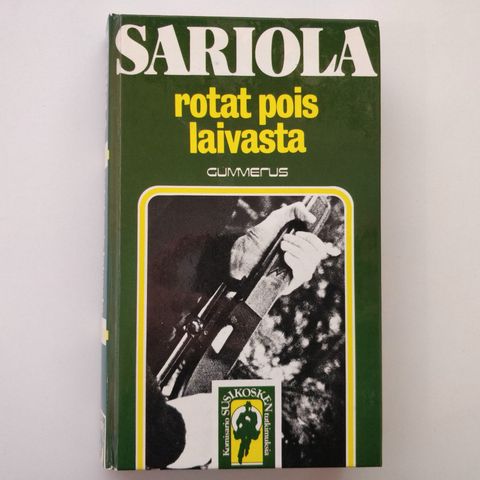 SARIOLA
rotat pois
laivasta
GUMMERUS
Komisario SUSIKOSKEN tutkimuksia